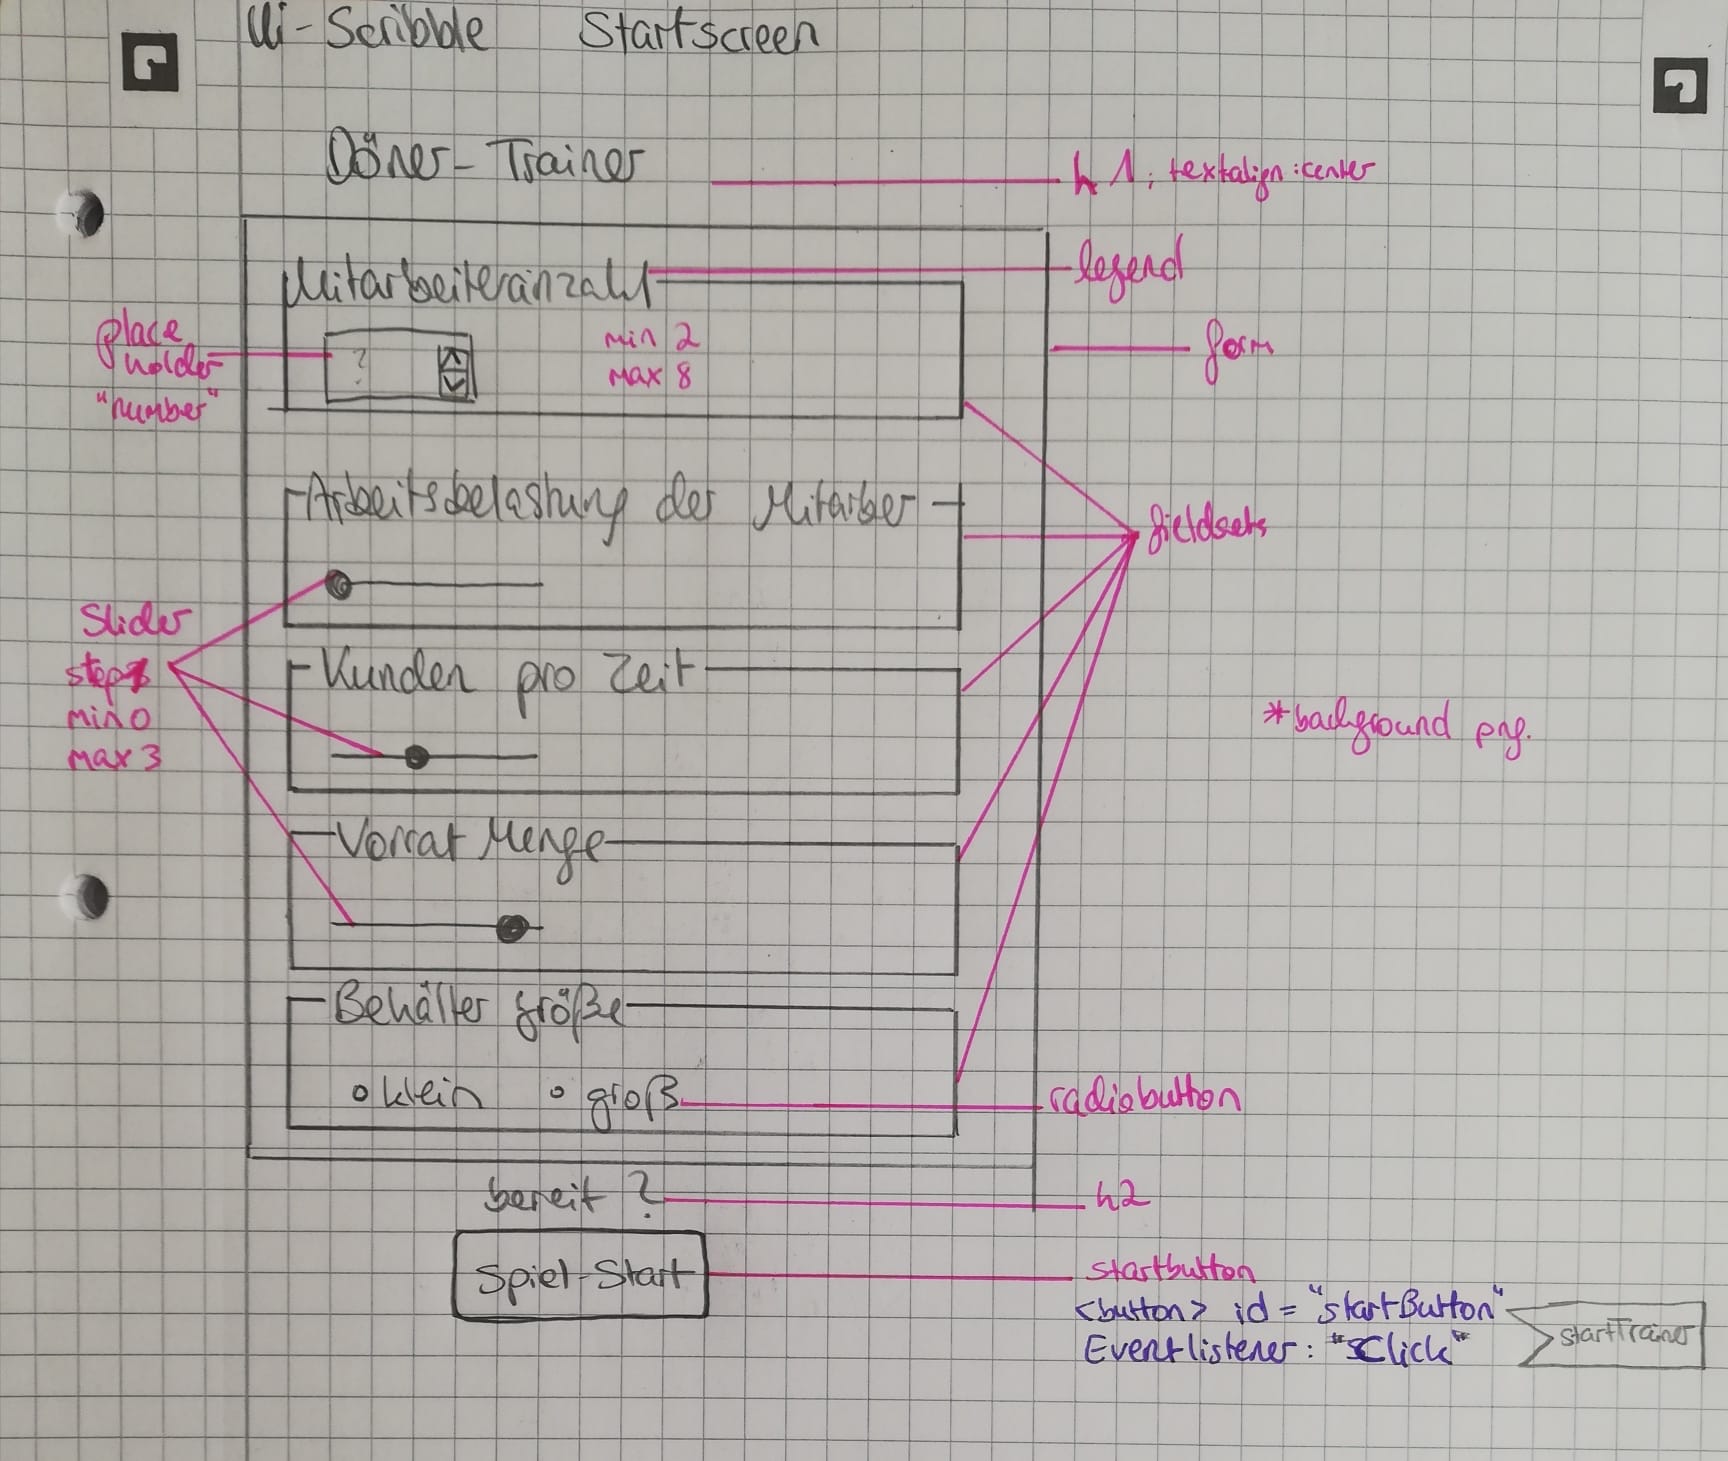 Ui-Scribble Startscreen
Döner-Trainer
h1; textalign: center
Mitarbeiteranzahl
legend
place
holder
"number"
?
min 2
max 8
form
Arbeitsbelastung der Mitarber
fieldsets
Slider
step 1
min 0
max 3
Kunden pro Zeit
*background png.
Vorrat Menge
Behälter größe
klein groß
radiobutton
bereit ?
h2
Spiel-Start
startbutton
<button> id = "startButton"
Eventlistener: "Click"
startTrainer